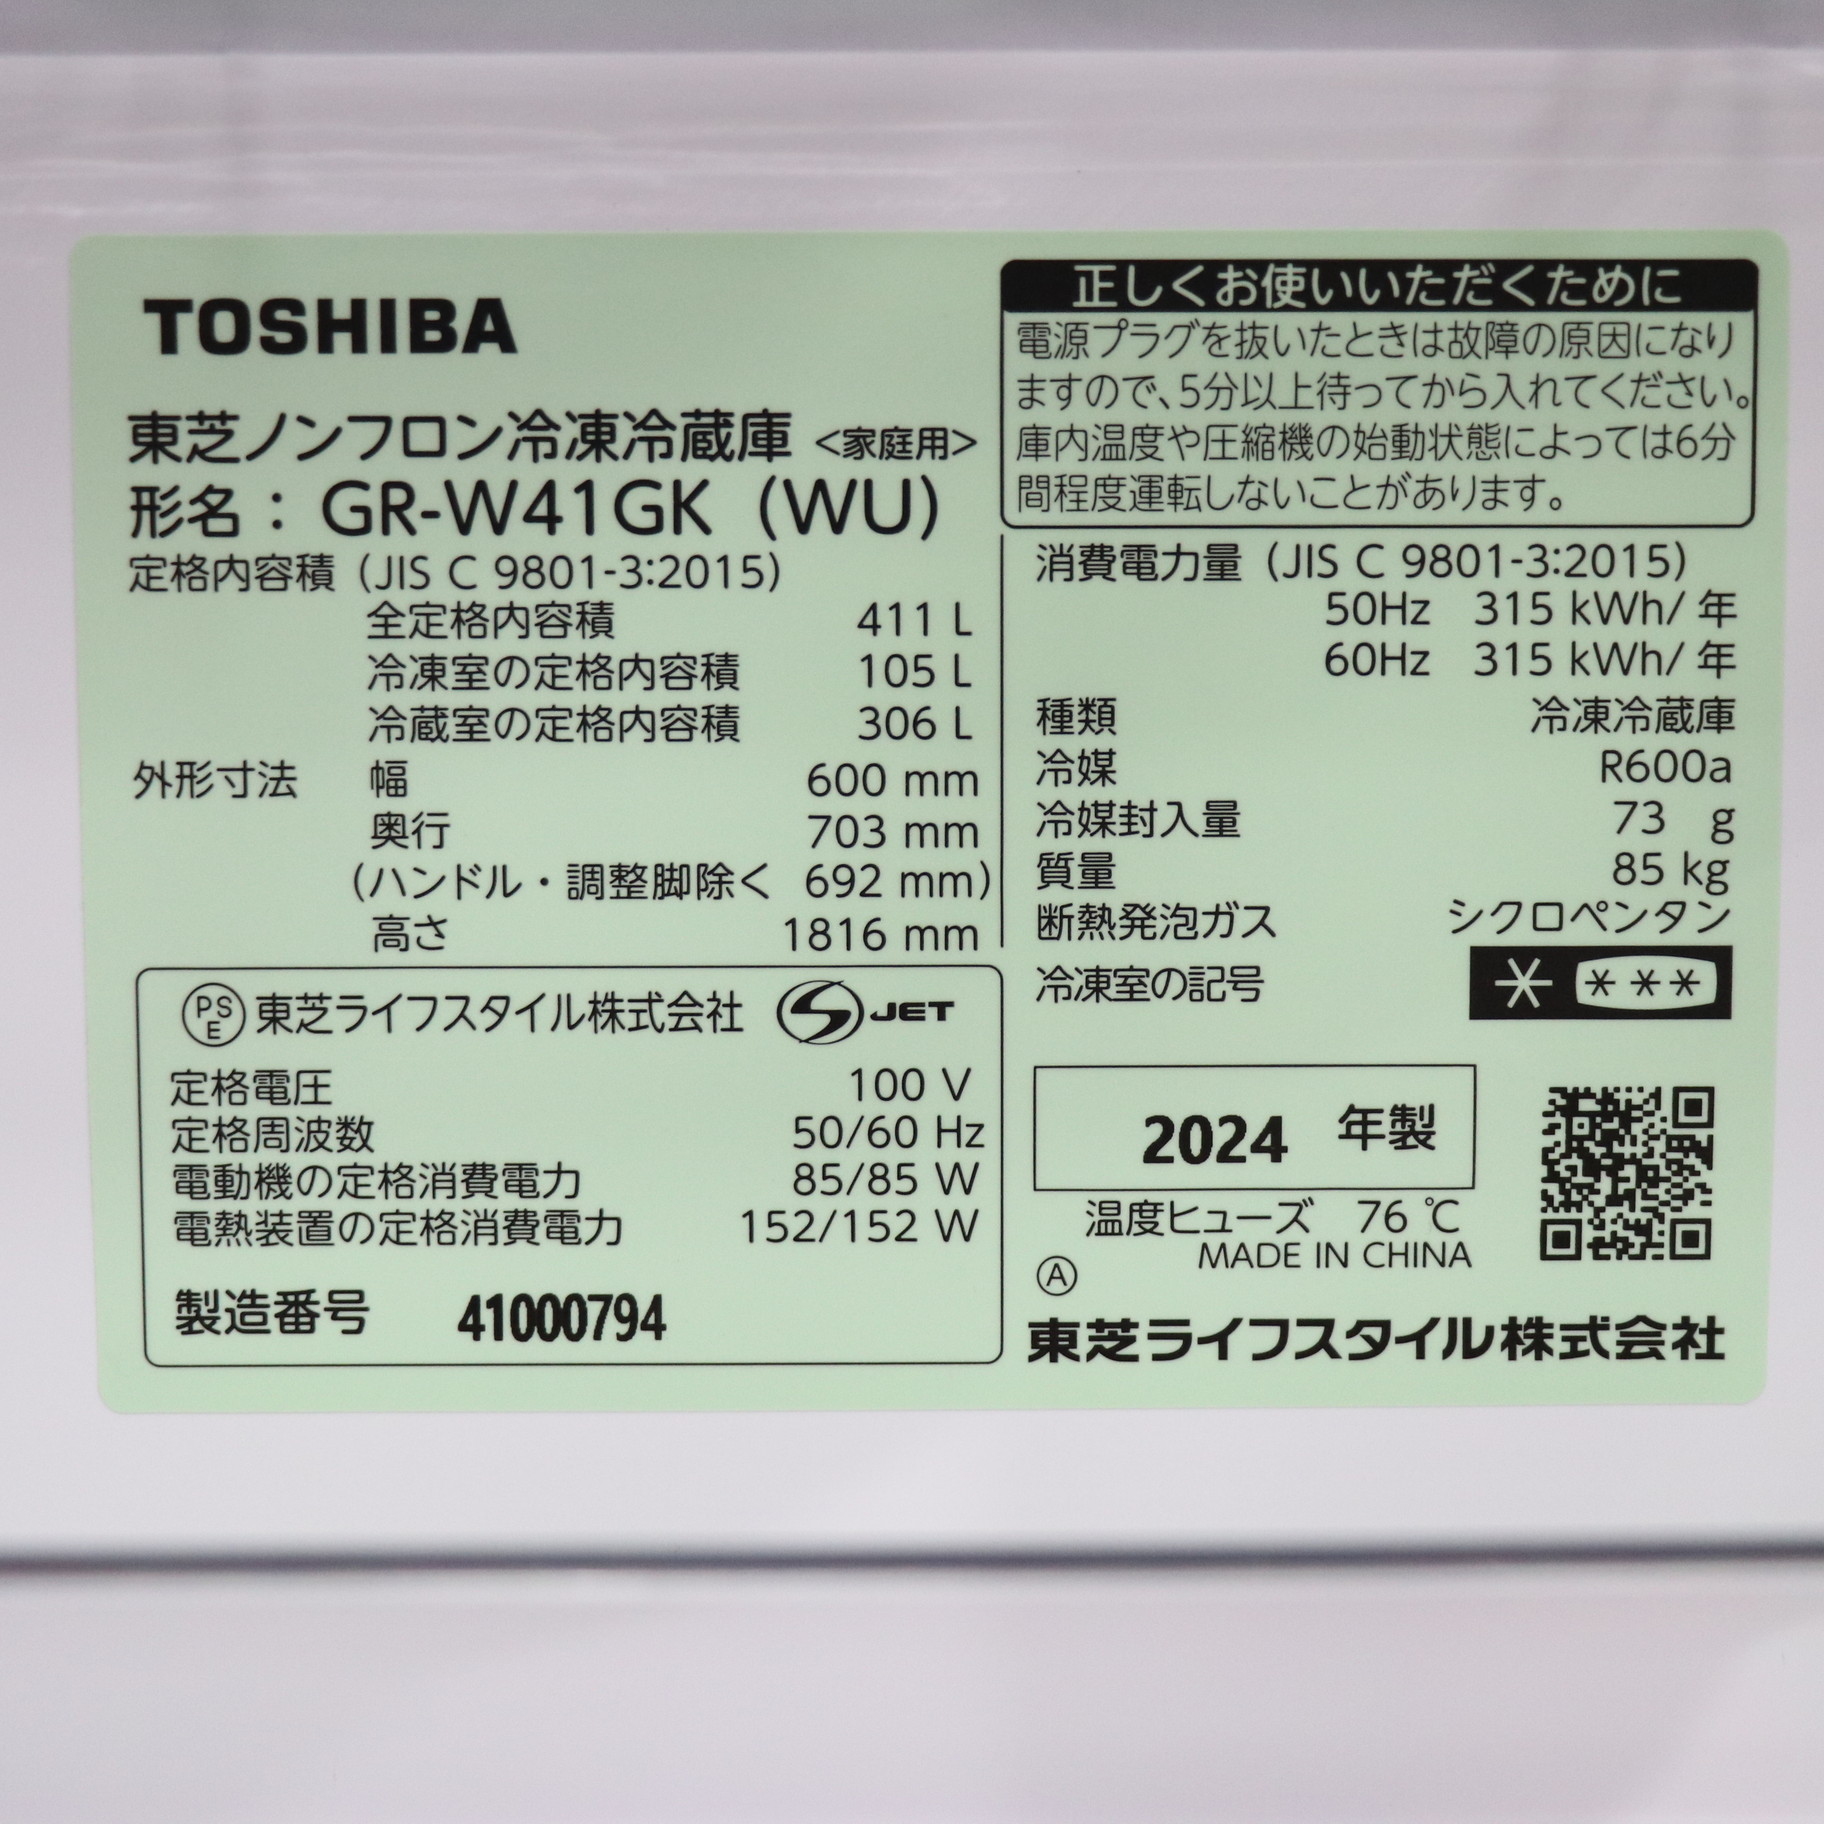 TOSHIBA
東芝ノンフロン冷凍冷蔵庫 <家庭用>
形名： GR-W41GK (WU)
定格内容積 (JIS C 9801-3:2015)
全定格内容積 411 L
冷凍室の定格内容積 105 L
冷蔵室の定格内容積 306 L
外形寸法 幅 600 mm
奥行 703 mm
(ハンドル・調整脚除く 692 mm)
高さ 1816 mm
PSE 東芝ライフスタイル株式会社 S JET
定格電圧 100 V
定格周波数 50/60 Hz
電動機の定格消費電力 85/85 W
電熱装置の定格消費電力 152/152 W
製造番号 41000794
正しくお使いいただくために
電源プラグを抜いたときは故障の原因になり
ますので、5分以上待ってから入れてください。
庫内温度や圧縮機の始動状態によっては6分
間程度運転しないことがあります。
消費電力量 (JIS C 9801-3:2015)
50Hz 315 kWh/年
60Hz 315 kWh/年
種類 冷凍冷蔵庫
冷媒 R600a
冷媒封入量 73 g
質量 85 kg
断熱発泡ガス シクロペンタン
冷凍室の記号 * ***
2024 年製
温度ヒューズ 76 ℃
MADE IN CHINA
Ⓐ
東芝ライフスタイル株式会社